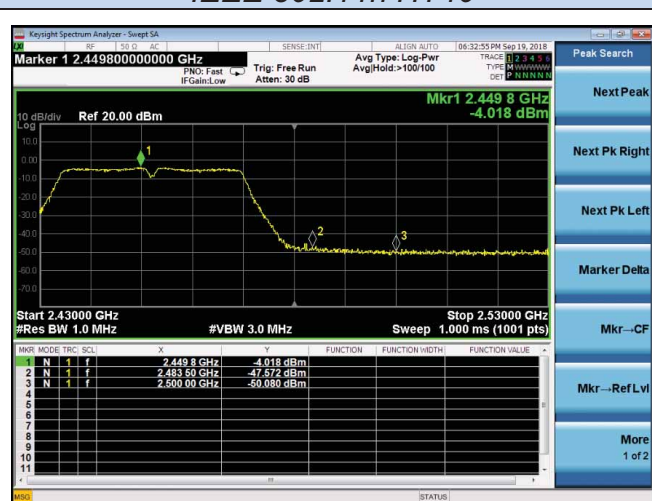 Keysight Spectrum Analyzer - Swept SA
LXI RF 50 Ω AC SENSE:INT ALIGN AUTO 06:32:55 PM Sep 19, 2018
Marker 1 2.449800000000 GHz
PNO: Fast
IFGain:Low
Trig: Free Run
Atten: 30 dB
Avg Type: Log-Pwr
Avg|Hold:>100/100
TRACE 1 2 3 4 5 6
TYPE M W W W W W
DET P N N N N N
Peak Search
Next Peak
Next Pk Right
Next Pk Left
Marker Delta
Mkr→CF
Mkr→RefLvl
More
1 of 2
Mkr1 2.449 8 GHz
-4.018 dBm
10 dB/div Ref 20.00 dBm
Log
10.0
0.00
-10.0
-20.0
-30.0
-40.0
-50.0
-60.0
-70.0
1
2
3
Start 2.43000 GHz Stop 2.53000 GHz
#Res BW 1.0 MHz #VBW 3.0 MHz Sweep 1.000 ms (1001 pts)
MKR MODE TRC SCL X Y FUNCTION FUNCTION WIDTH FUNCTION VALUE
1 N 1 f 2.449 8 GHz -4.018 dBm
2 N 1 f 2.483 50 GHz -47.572 dBm
3 N 1 f 2.500 00 GHz -50.080 dBm
4
5
6
7
8
9
10
11
MSG STATUS